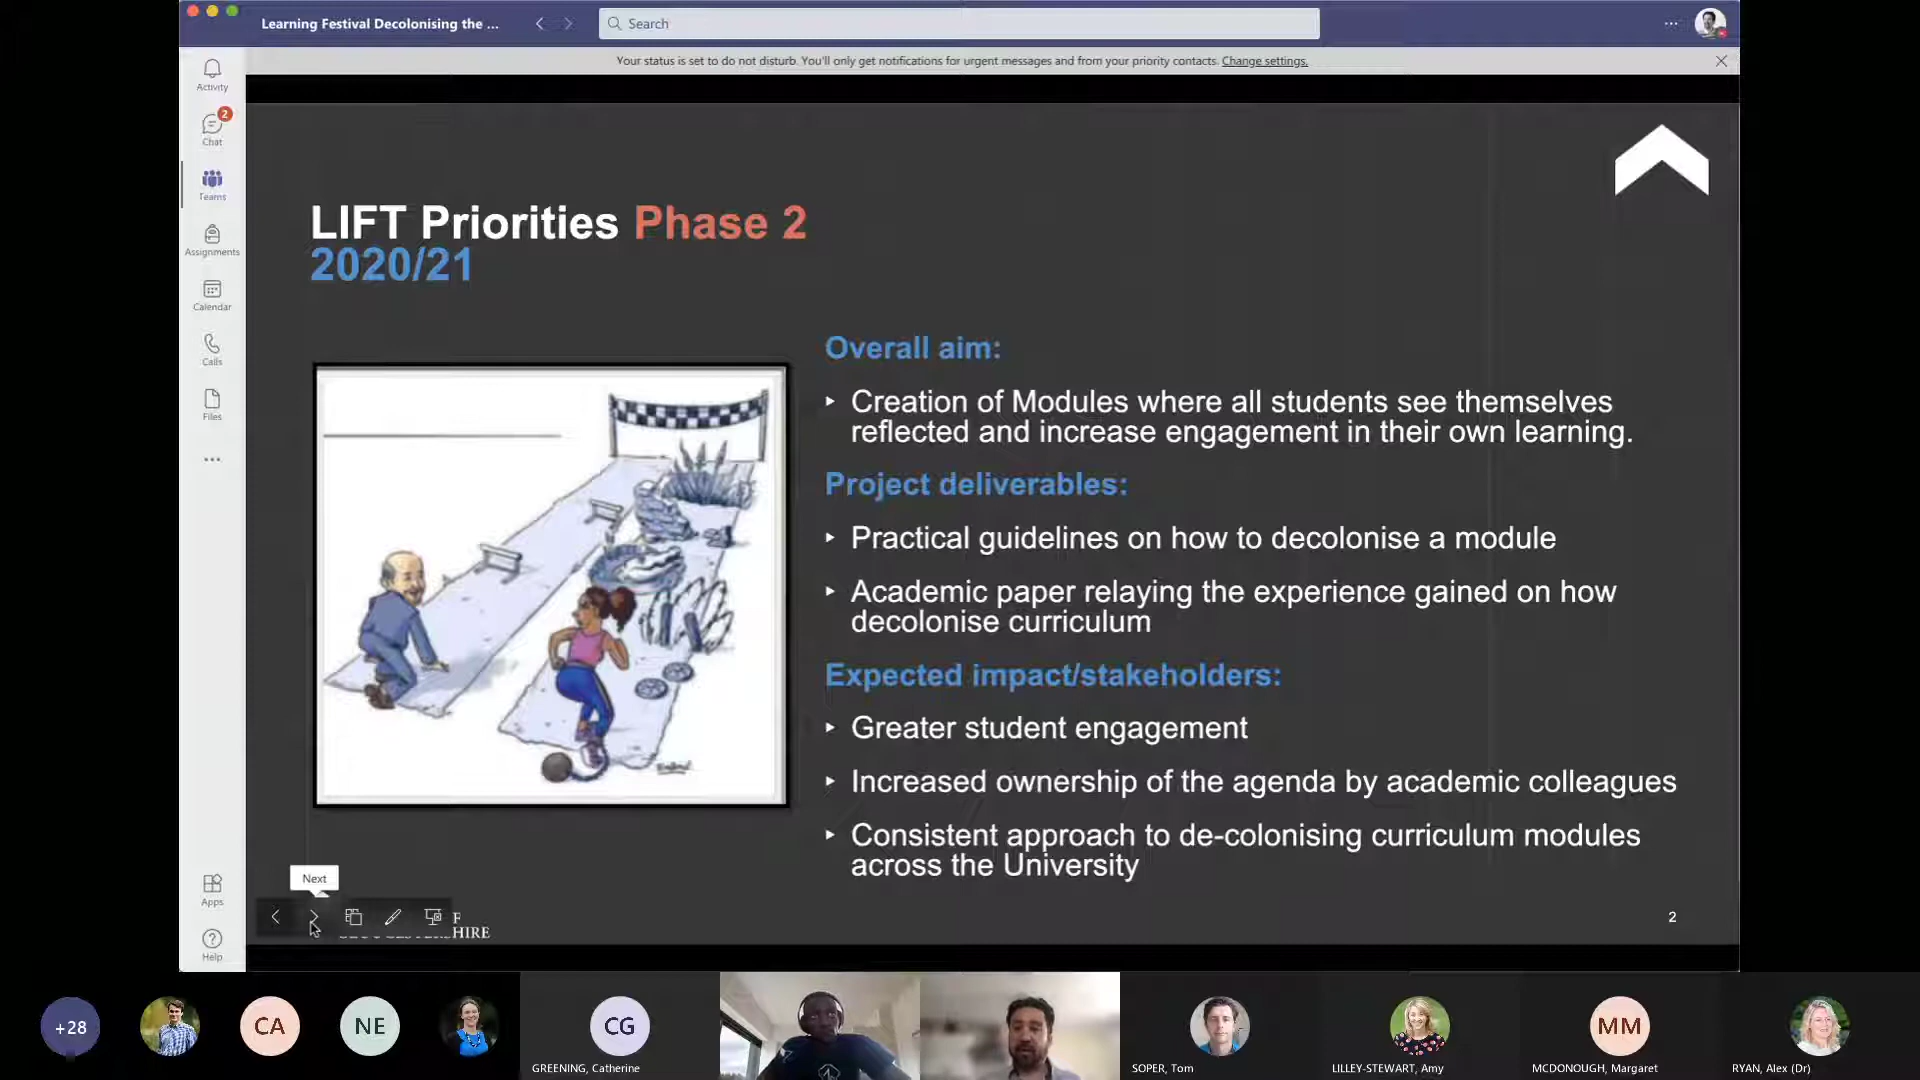 Learning Festival Decolonising the ...
Search
Your status is set to do not disturb. You'll only get notifications for urgent messages and from your priority contacts. Change settings.
Activity
2
Chat
Teams
Assignments
Calendar
Calls
Files
Apps
Help
LIFT Priorities Phase 2
2020/21
Overall aim:
Creation of Modules where all students see themselves
reflected and increase engagement in their own learning.
Project deliverables:
Practical guidelines on how to decolonise a module
Academic paper relaying the experience gained on how
decolonise curriculum
Expected impact/stakeholders:
Greater student engagement
Increased ownership of the agenda by academic colleagues
Consistent approach to de-colonising curriculum modules
across the University
Next
F
HIRE
2
+28
CA
NE
CG
GREENING, Catherine
SOPER, Tom
LILLEY-STEWART, Amy
MM
MCDONOUGH, Margaret
RYAN, Alex (Dr)